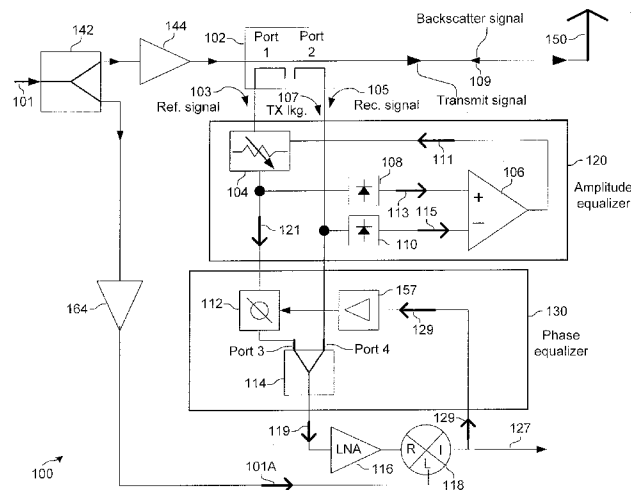 142
144
102
Port
1
Port
2
Backscatter signal
150
101
103
Ref. signal
107
TX lkg.
105
Rec. signal
109
Transmit signal
104
111
108
106
120
Amplitude
equalizer
113
+
121
115
−
110
164
112
157
129
130
Phase
equalizer
Port 3
Port 4
114
119
129
127
LNA
R
I
L
116
118
100
101A